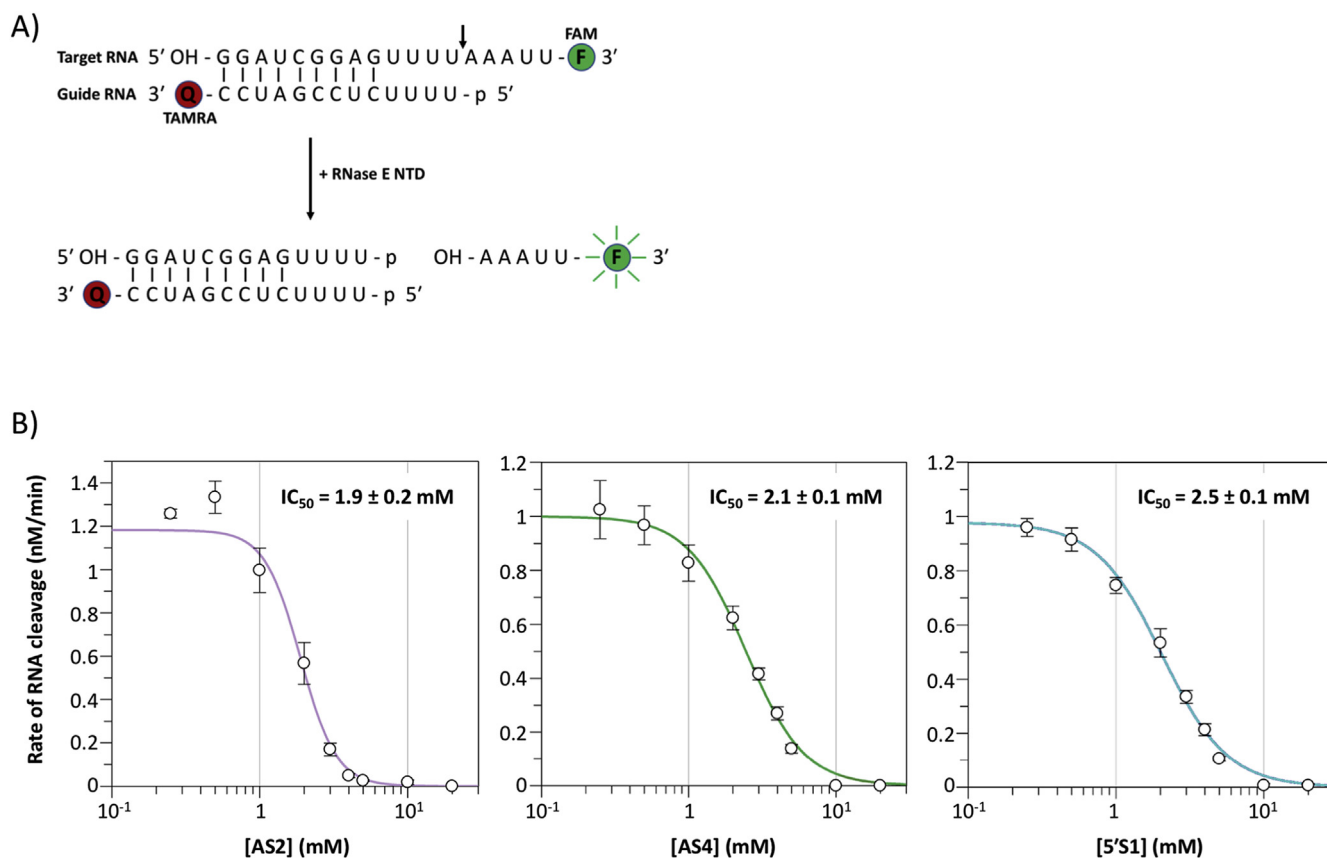 A)
FAM
Target RNA 5′ OH - G G A U C G G A G U U U U A A A U U - F 3′
Guide RNA 3′ Q - C C U A G C C U C U U U U - p 5′
TAMRA
+ RNase E NTD
5′ OH - G G A U C G G A G U U U U - p OH - A A A U U - F 3′
3′ Q - C C U A G C C U C U U U U - p 5′
B)
Rate of RNA cleavage (nM/min)
IC50 = 1.9 ± 0.2 mM
1.4
1.2
1
0.8
0.6
0.4
0.2
0
10-1 1 101
[AS2] (mM)
IC50 = 2.1 ± 0.1 mM
1.2
1
0.8
0.6
0.4
0.2
0
10-1 1 101
[AS4] (mM)
IC50 = 2.5 ± 0.1 mM
1.2
1
0.8
0.6
0.4
0.2
0
10-1 1 101
[5′S1] (mM)